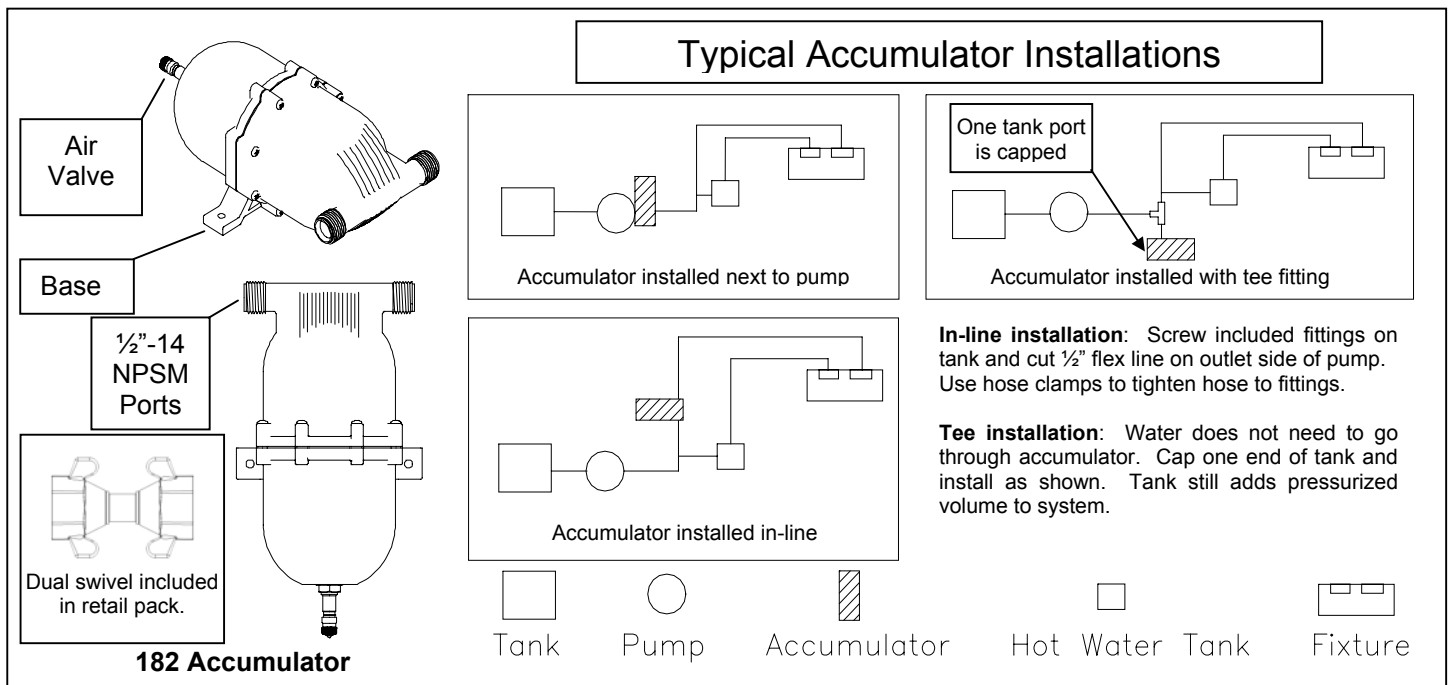 Typical Accumulator Installations
Air
Valve
Base
½”-14
NPSM
Ports
Dual swivel included
in retail pack.
182 Accumulator
Accumulator installed next to pump
One tank port
is capped
Accumulator installed with tee fitting
Accumulator installed in-line
In-line installation: Screw included fittings on
tank and cut ½” flex line on outlet side of pump.
Use hose clamps to tighten hose to fittings.
Tee installation: Water does not need to go
through accumulator. Cap one end of tank and
install as shown. Tank still adds pressurized
volume to system.
Tank Pump Accumulator Hot Water Tank Fixture